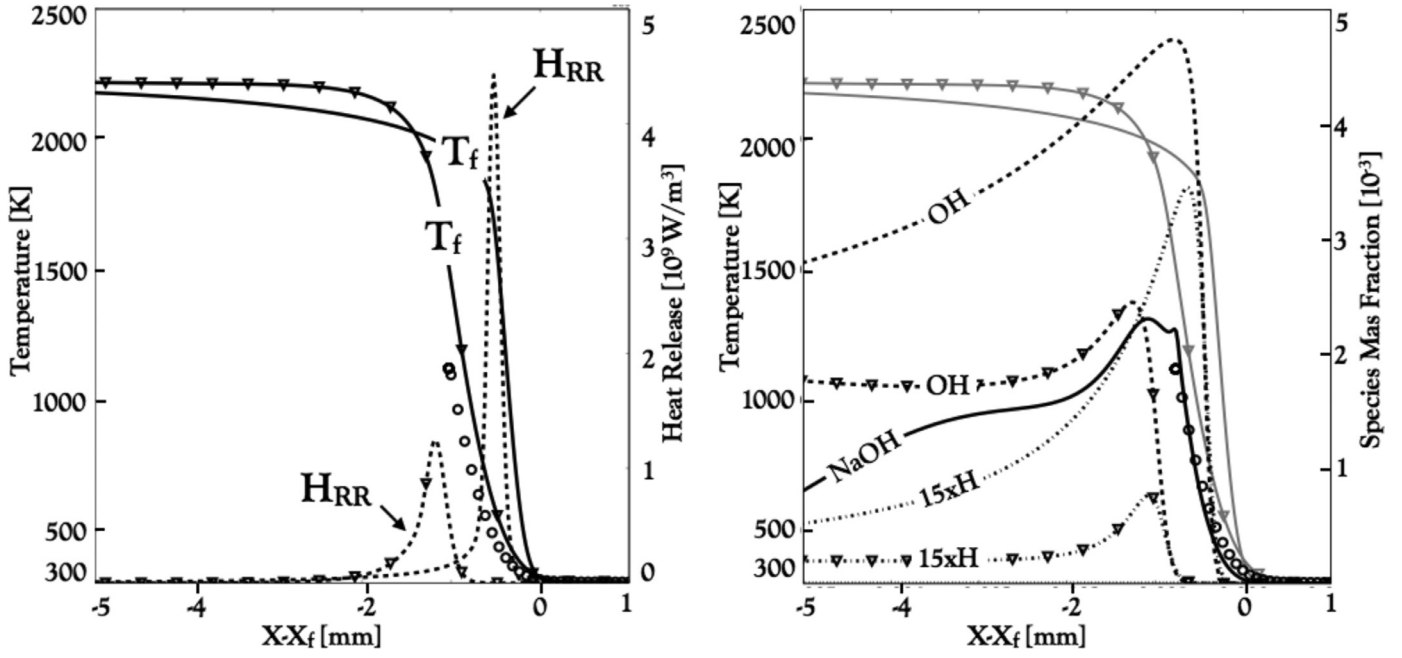 2500
2000
1500
1000
500
300
Temperature [K]
5
4
3
2
1
0
Heat Release [10⁹ W/m³]
H_RR
T_f
T_f
H_RR
-5
-4
-2
0
1
X-X_f [mm]
2500
2000
1500
1000
500
300
Temperature [K]
5
4
3
2
1
Species Mas Fraction [10⁻³]
OH
OH
NaOH
15xH
15xH
-5
-4
-2
0
1
X-X_f [mm]